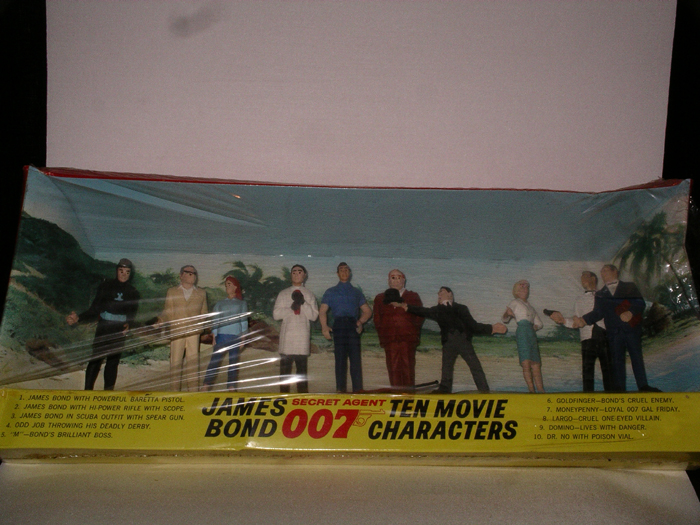 1. JAMES BOND WITH POWERFUL BARETTA PISTOL.
2. JAMES BOND WITH HI-POWER RIFLE WITH SCOPE.
3. JAMES BOND IN SCUBA OUTFIT WITH SPEAR GUN.
4. ODD JOB THROWING HIS DEADLY DERBY.
5. "M"—BOND'S BRILLIANT BOSS.
JAMES BOND
SECRET AGENT
007
TEN MOVIE
CHARACTERS
6. GOLDFINGER—BOND'S CRUEL ENEMY.
7. MONEYPENNY—LOYAL 007 GAL FRIDAY.
8. LARGO—CRUEL ONE-EYED VILLAIN.
9. DOMINO—LIVES WITH DANGER.
10. DR. NO WITH POISON VIAL.